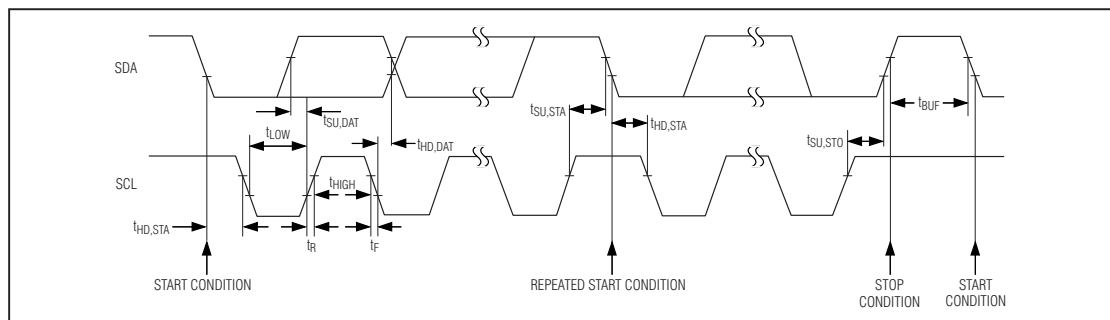 SDA
tSU,STA
tBUF
tSU,DAT
tLOW
tHD,STA
tHD,DAT
tSU,STO
SCL
tHIGH
tHD,STA
tR
tF
START CONDITION
REPEATED START CONDITION
STOP
CONDITION
START
CONDITION